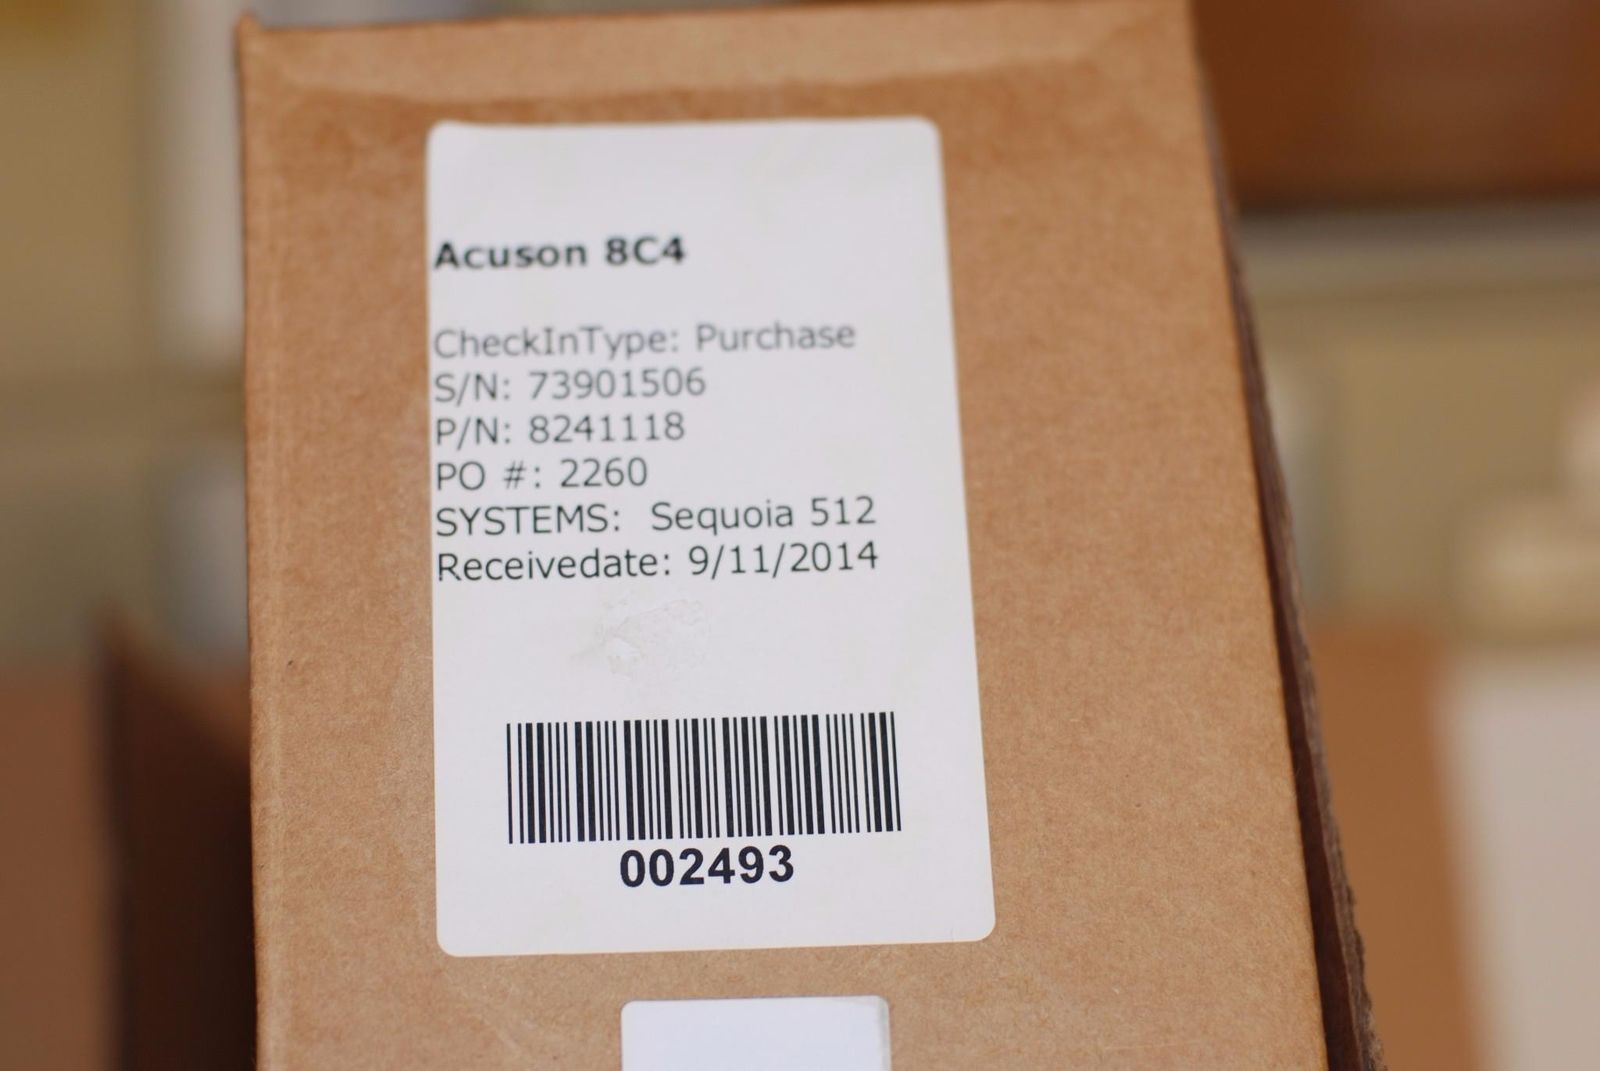 Acuson 8C4
CheckInType: Purchase
S/N: 73901506
P/N: 8241118
PO #: 2260
SYSTEMS: Sequoia 512
Receivedate: 9/11/2014
002493